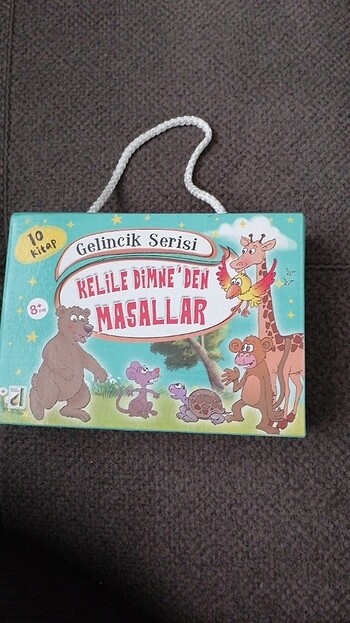 10
Kitap
Gelincik Serisi
KELİLE DİMNE'DEN
MASALLAR
8+